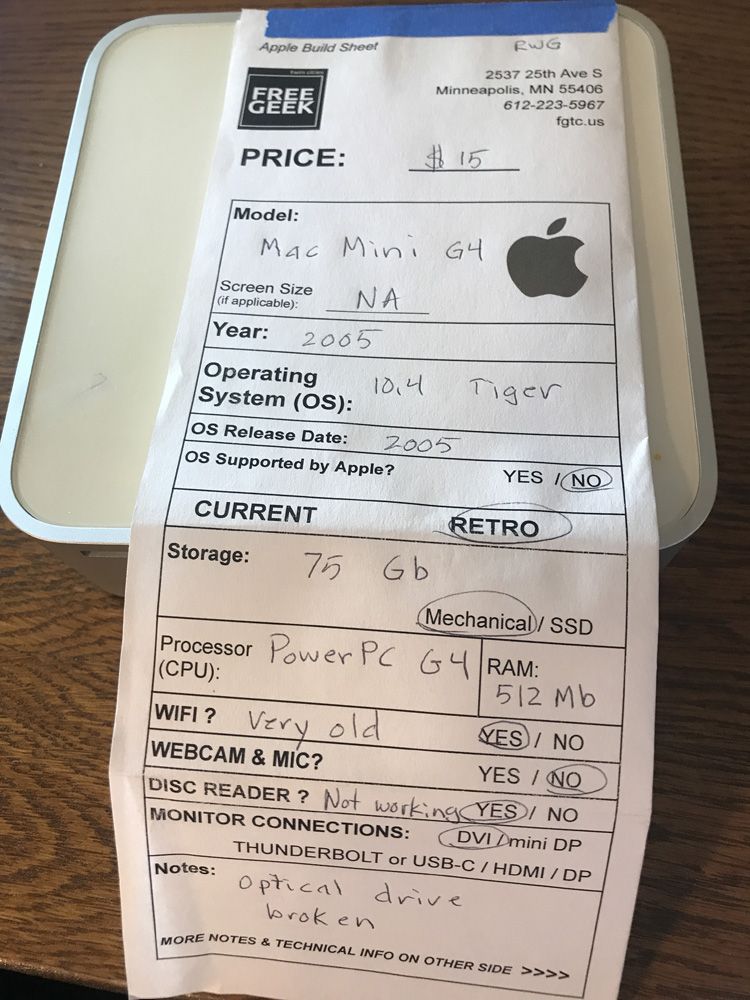 Apple Build Sheet RWG
twin cities
FREE
GEEK
2537 25th Ave S
Minneapolis, MN 55406
612-223-5967
fgtc.us
PRICE: $ 15
Model:
Mac Mini G4
Screen Size
(if applicable): NA
Year: 2005
Operating
System (OS): 10.4 Tiger
OS Release Date: 2005
OS Supported by Apple? YES / NO
CURRENT RETRO
Storage: 75 Gb
Mechanical / SSD
Processor
(CPU): PowerPC G4
RAM:
512 Mb
WIFI ? Very old YES / NO
WEBCAM & MIC? YES / NO
DISC READER ? Not working YES / NO
MONITOR CONNECTIONS: DVI / mini DP
THUNDERBOLT or USB-C / HDMI / DP
Notes: optical drive
broken
MORE NOTES & TECHNICAL INFO ON OTHER SIDE >>>>